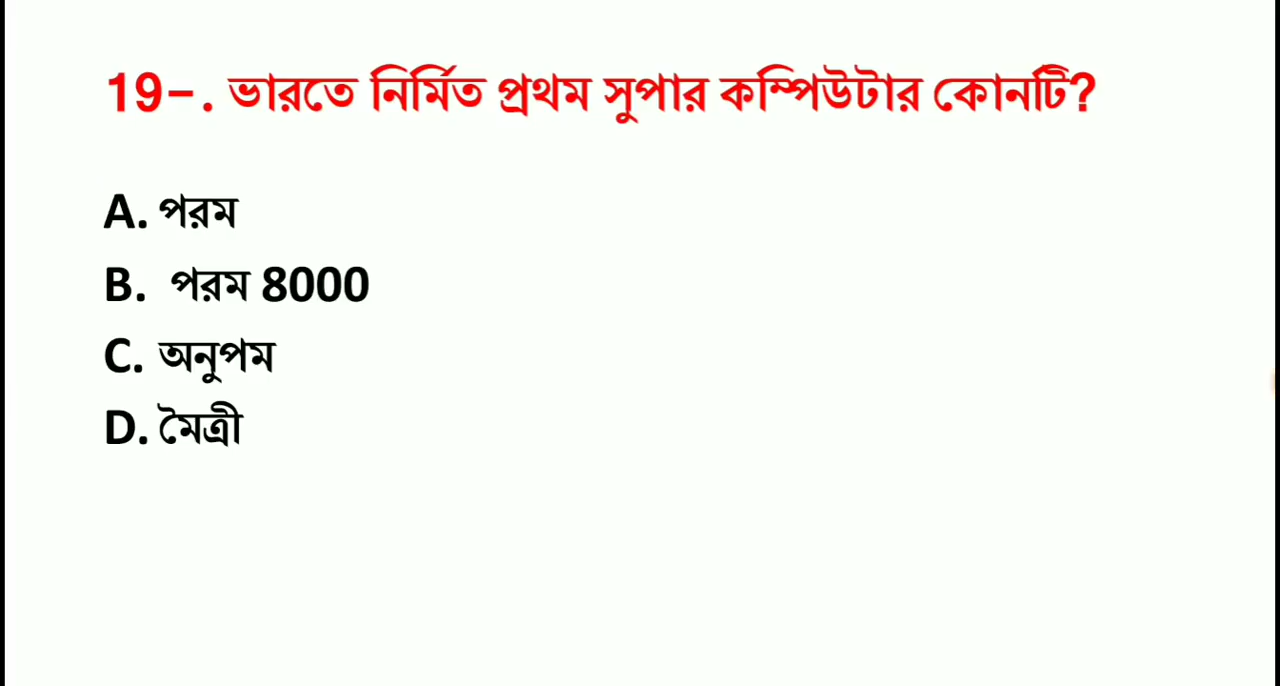 19-. ভারতে নির্মিত প্রথম সুপার কম্পিউটার কোনটি?
A. পরম
B. পরম 8000
C. অনুপম
D. মৈত্রী